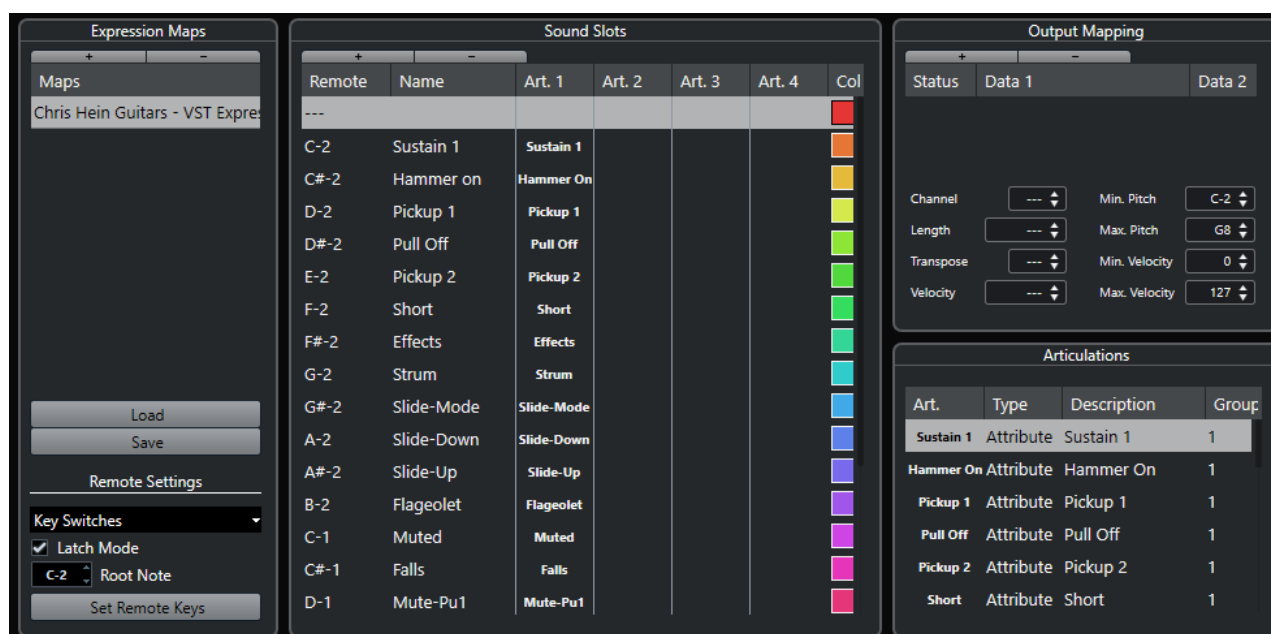 Expression Maps
+ -
Maps
Chris Hein Guitars - VST Expre
Load
Save
Remote Settings
Key Switches
Latch Mode
C-2 Root Note
Set Remote Keys
Sound Slots
+ -
Remote Name Art. 1 Art. 2 Art. 3 Art. 4 Col
---
C-2 Sustain 1 Sustain 1
C#-2 Hammer on Hammer On
D-2 Pickup 1 Pickup 1
D#-2 Pull Off Pull Off
E-2 Pickup 2 Pickup 2
F-2 Short Short
F#-2 Effects Effects
G-2 Strum Strum
G#-2 Slide-Mode Slide-Mode
A-2 Slide-Down Slide-Down
A#-2 Slide-Up Slide-Up
B-2 Flageolet Flageolet
C-1 Muted Muted
C#-1 Falls Falls
D-1 Mute-Pu1 Mute-Pu1
Output Mapping
+ -
Status Data 1 Data 2
Channel --- Min. Pitch C-2
Length --- Max. Pitch G8
Transpose --- Min. Velocity 0
Velocity --- Max. Velocity 127
Articulations
Art. Type Description Group
Sustain 1 Attribute Sustain 1 1
Hammer On Attribute Hammer On 1
Pickup 1 Attribute Pickup 1 1
Pull Off Attribute Pull Off 1
Pickup 2 Attribute Pickup 2 1
Short Attribute Short 1